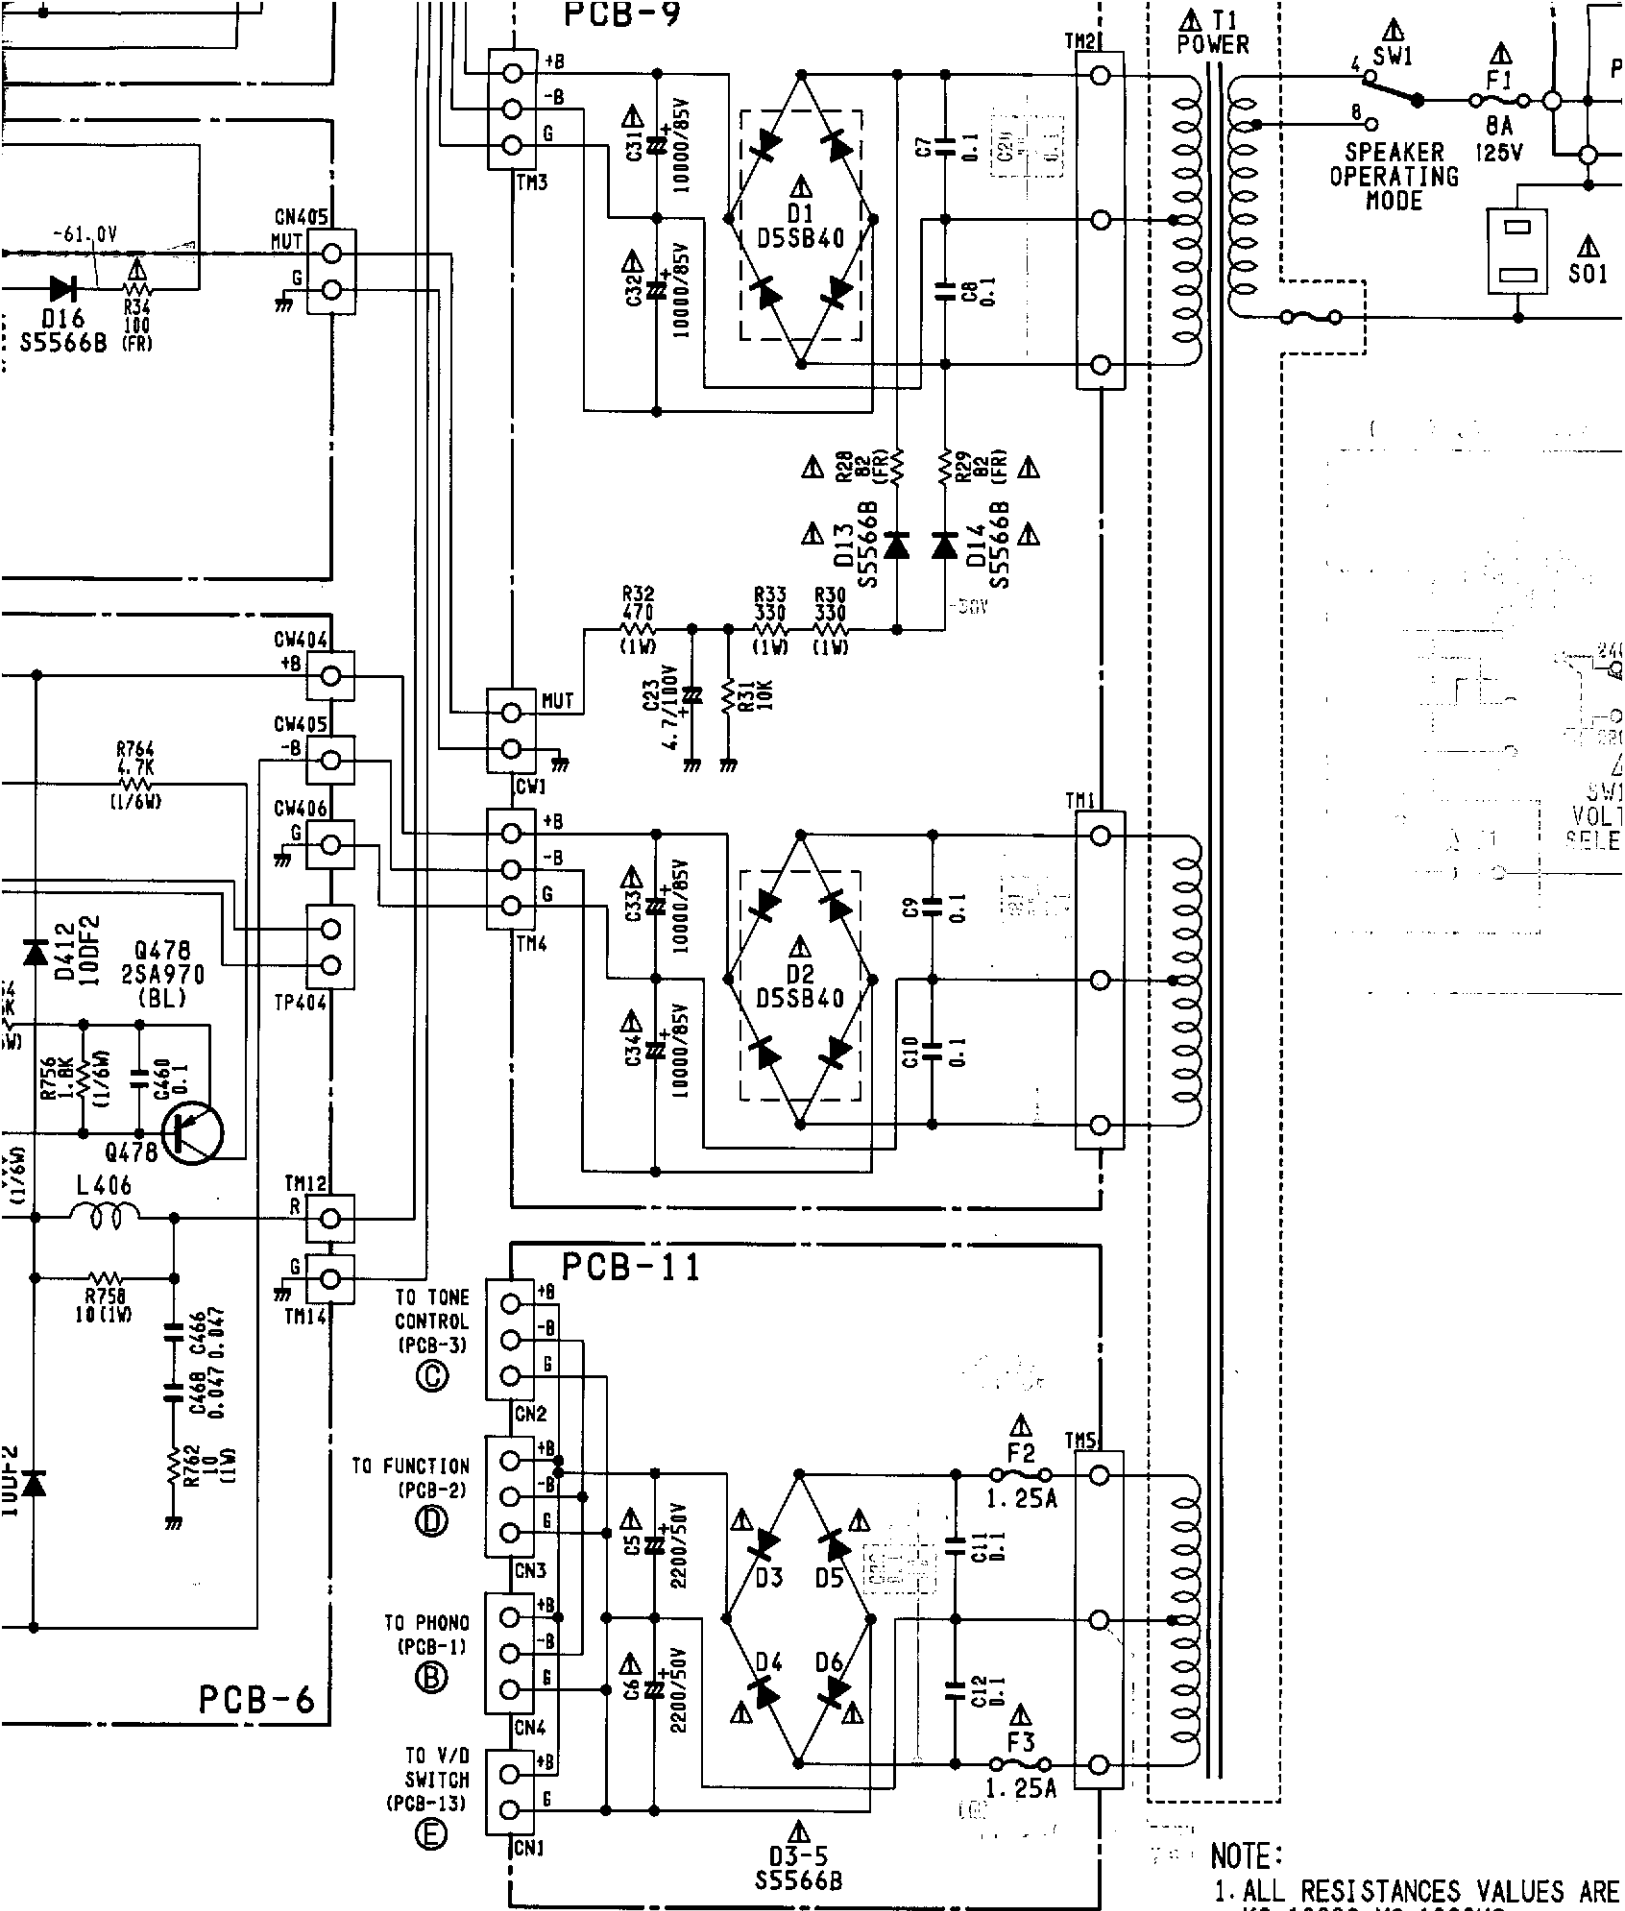 PCB-9
+B
-B
G
TM3
C31
10000/85V
+
C32
10000/85V
+
D1
D5SB40
C7
0.1
C8
0.1
TM2
T1
POWER
4
SW1
8
SPEAKER
OPERATING
MODE
F1
8A
125V
SO1
-61.0V
CN405
MUT
G
D16
S5566B
R34
100
(FR)
R28
82
(FR)
R29
82
(FR)
D13
S5566B
D14
S5566B
R32
470
(1W)
R33
330
(1W)
R30
330
(1W)
C23
4.7/100V
+
R31
10K
MUT
CW1
CW404
+B
CW405
-B
CW406
G
TP404
R764
4.7K
(1/6W)
D412
10DF2
Q478
2SA970
(BL)
R756
1.8K
(1/6W)
C460
0.1
Q478
(1/6W)
L406
TM12
R
G
TM14
R758
10(1W)
C466
0.047
C468
0.047
R762
10
(1W)
10DF2
PCB-6
+B
-B
G
TM4
C33
10000/85V
+
C34
10000/85V
+
D2
D5SB40
C9
0.1
C10
0.1
TM1
PCB-11
TO TONE
CONTROL
(PCB-3)
C
+B
-B
G
CN2
TO FUNCTION
(PCB-2)
D
+B
-B
G
CN3
TO PHONO
(PCB-1)
B
+B
-B
G
CN4
TO V/D
SWITCH
(PCB-13)
E
+B
G
CN1
C5
2200/50V
+
C6
2200/50V
+
D3
D5
D4
D6
D3-5
S5566B
C11
0.1
C12
0.1
F2
1.25A
F3
1.25A
TM5
NOTE:
1. ALL RESISTANCES VALUES ARE